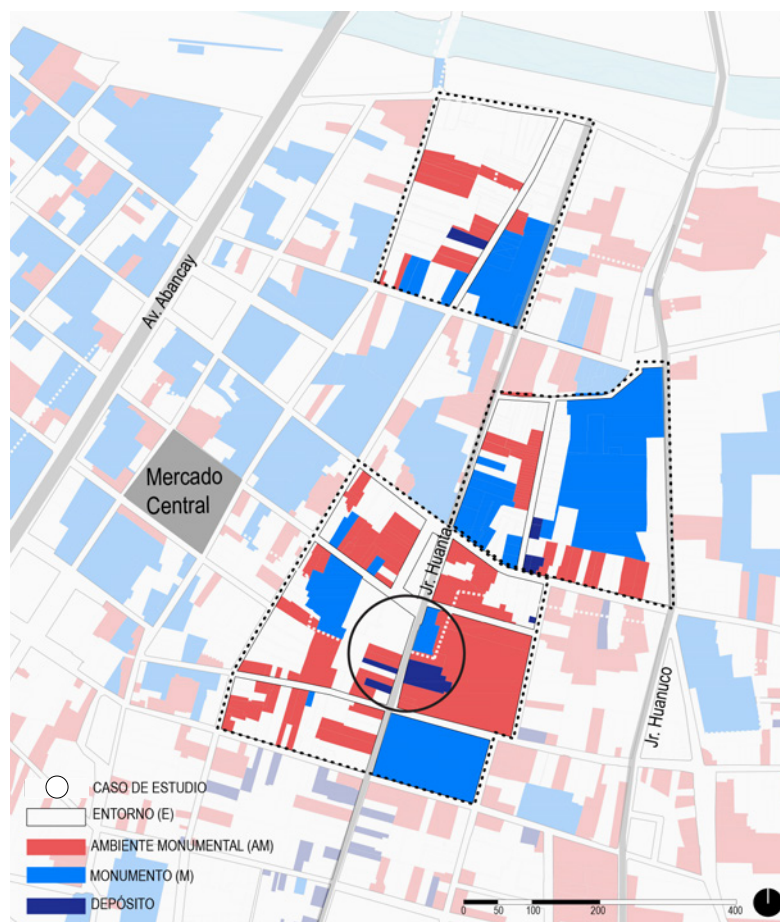 Av. Abancay
Mercado
Central
Jr. Huanta
Jr. Huanuco
CASO DE ESTUDIO
ENTORNO (E)
AMBIENTE MONUMENTAL (AM)
MONUMENTO (M)
DEPÓSITO
0 50 100 200 400